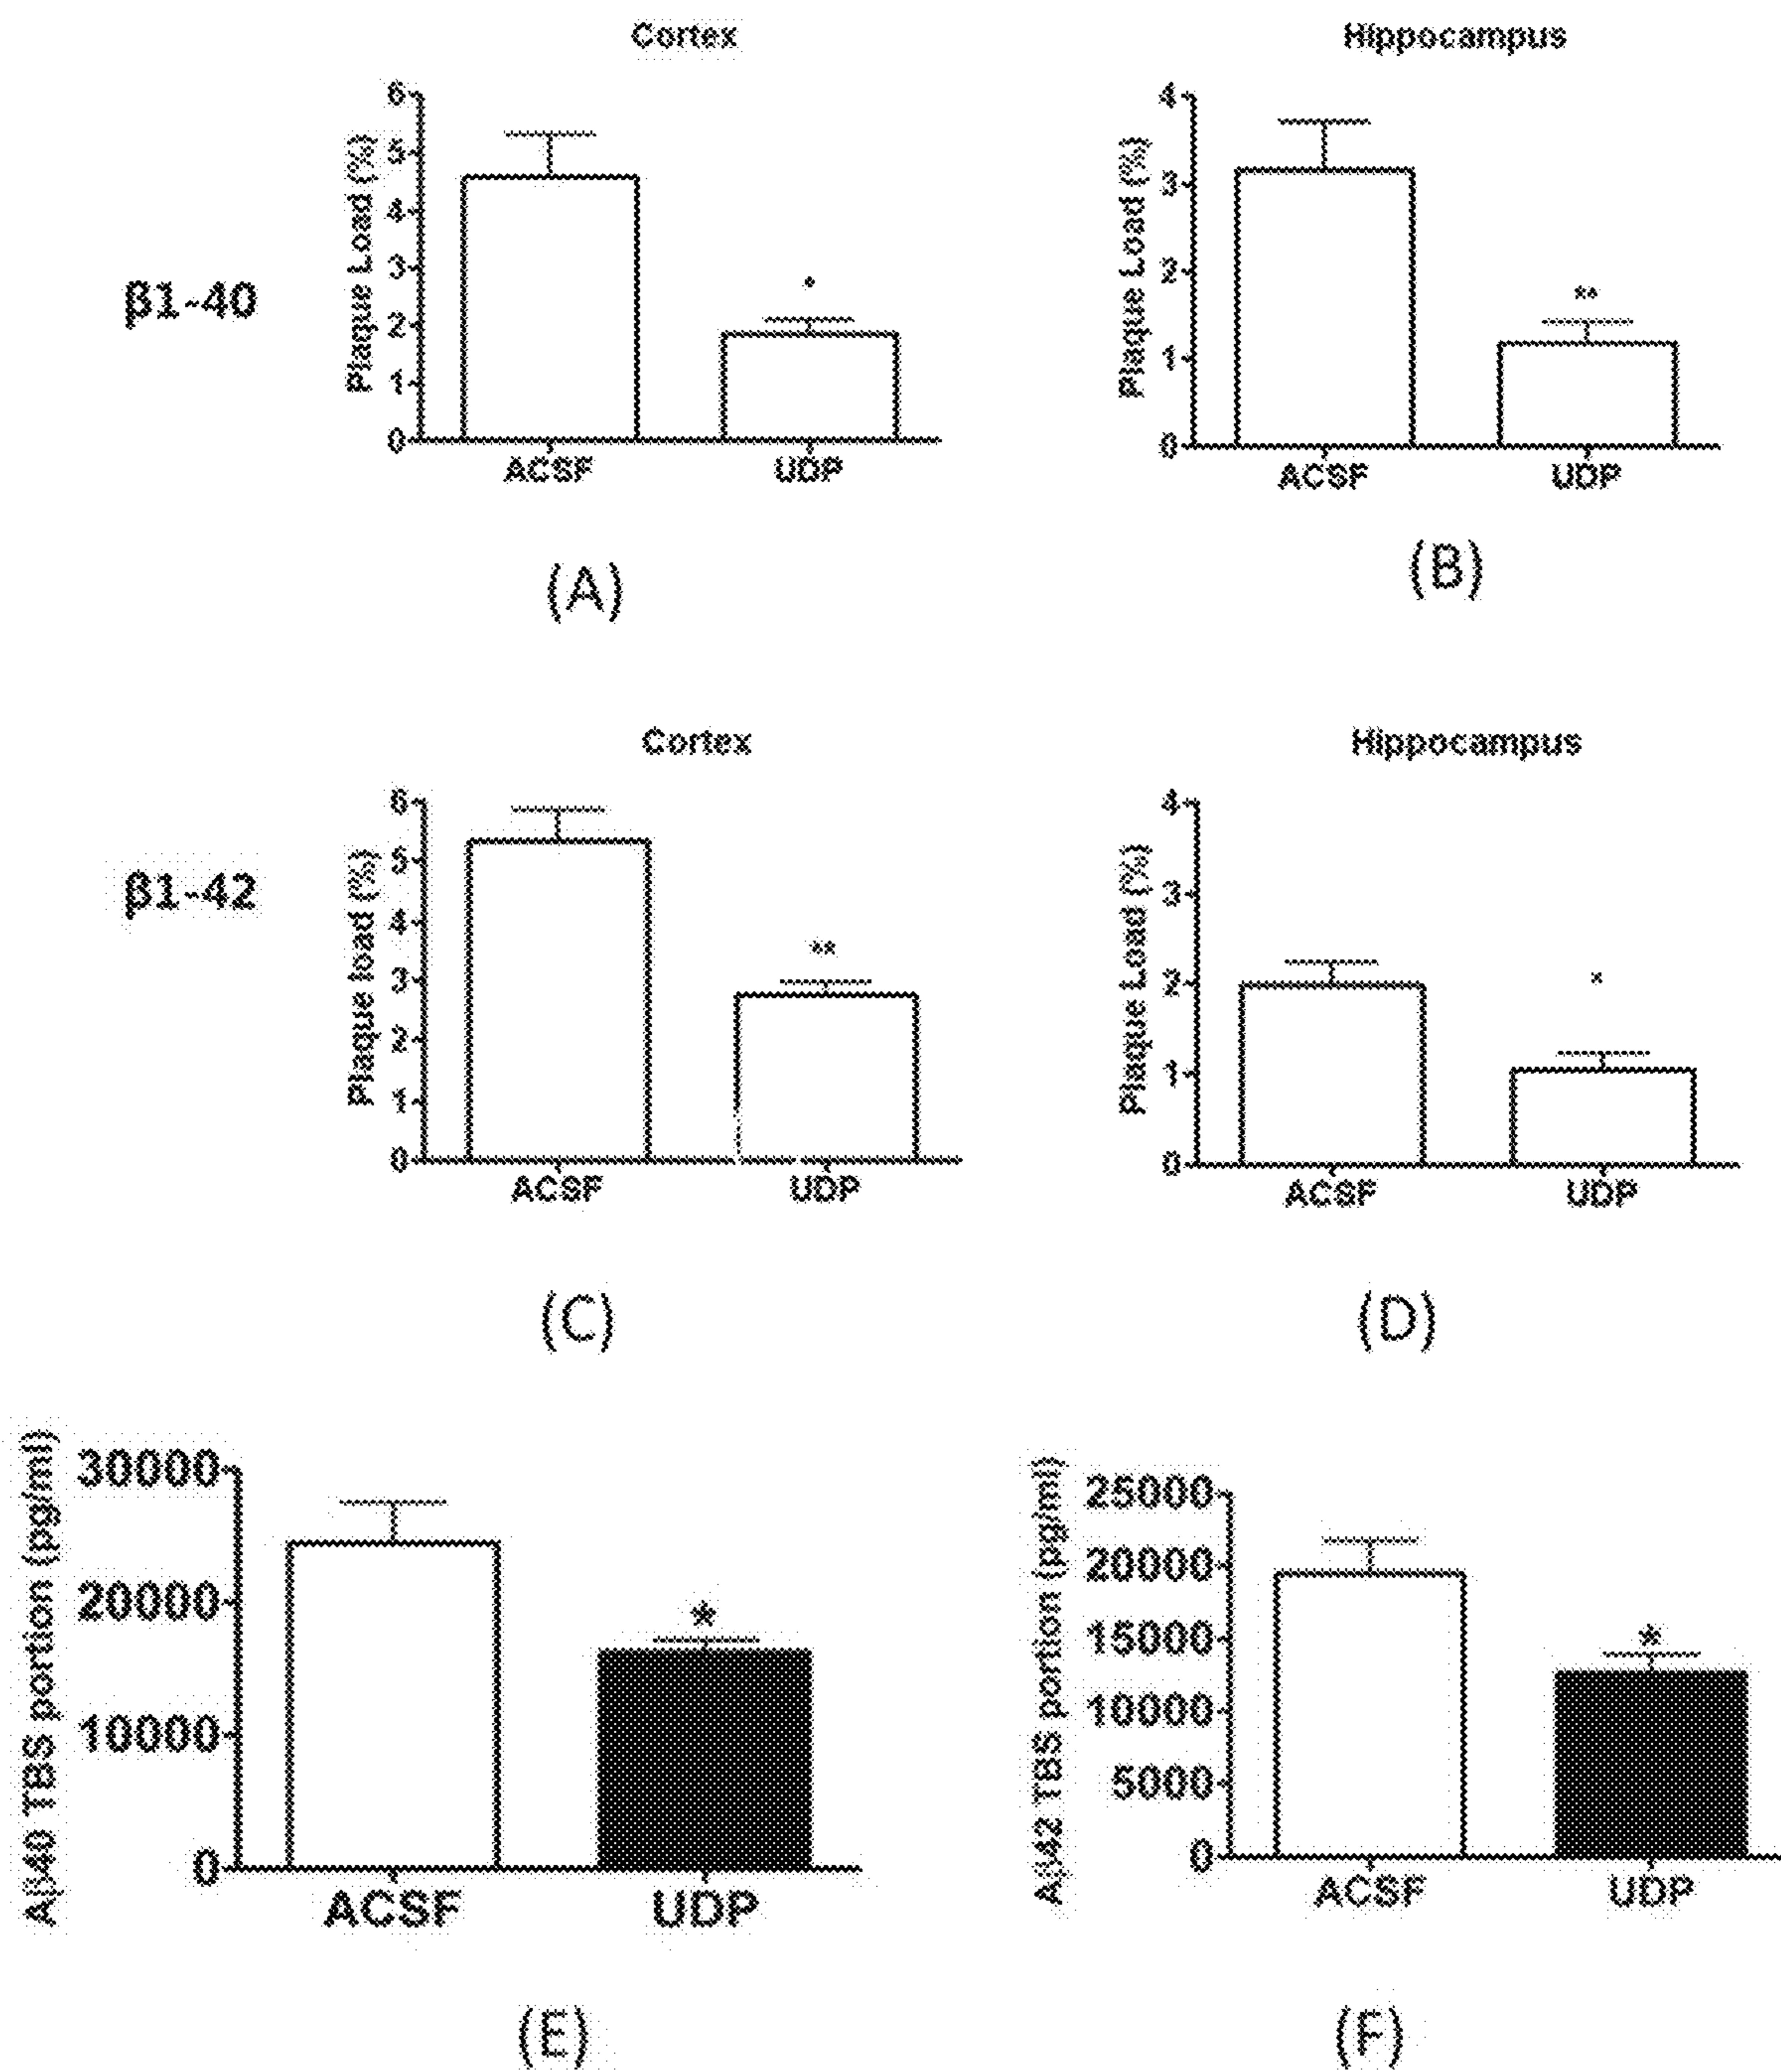 Cortex
Plaque Load (%)
6
5
4
3
2
1
0
*
ACSF
UDP
(A)
Hippocampus
Plaque Load (%)
4
3
2
1
0
**
ACSF
UDP
(B)
β1-40
Cortex
Plaque load (%)
6
5
4
3
2
1
0
**
ACSF
UDP
(C)
Hippocampus
Plaque Load (%)
4
3
2
1
0
*
ACSF
UDP
(D)
β1-42
Aβ40 TBS portion (pg/ml)
30000
20000
10000
0
*
ACSF
UDP
(E)
Aβ42 TBS portion (pg/ml)
25000
20000
15000
10000
5000
0
*
ACSF
UDP
(F)